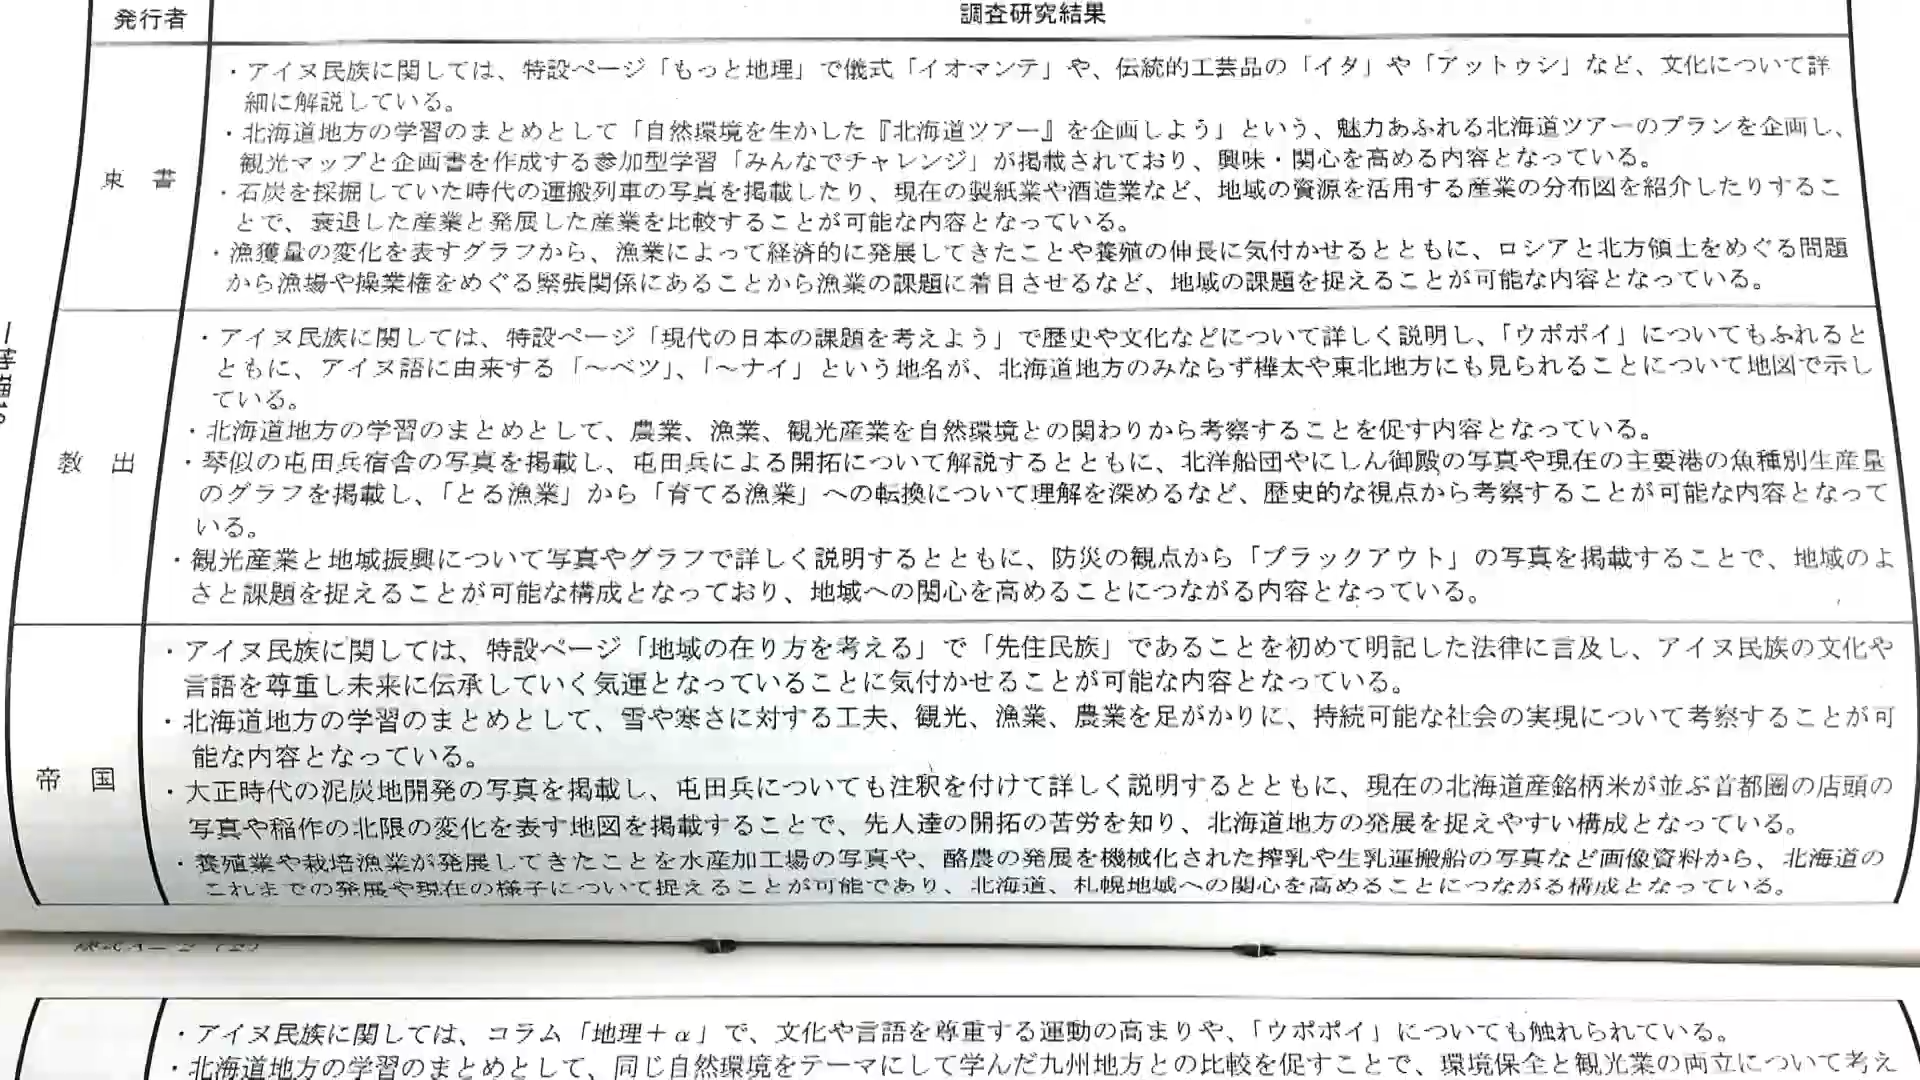 発行者
調査研究結果
東 書
・アイヌ民族に関しては、特設ページ「もっと地理」で儀式「イオマンテ」や、伝統的工芸品の「イタ」や「アットゥシ」など、文化について詳
細に解説している。
・北海道地方の学習のまとめとして「自然環境を生かした『北海道ツアー』を企画しよう」という、魅力あふれる北海道ツアーのプランを企画し、
観光マップと企画書を作成する参加型学習「みんなでチャレンジ」が掲載されており、興味・関心を高める内容となっている。
・石炭を採掘していた時代の運搬列車の写真を掲載したり、現在の製紙業や酒造業など、地域の資源を活用する産業の分布図を紹介したりするこ
とで、衰退した産業と発展した産業を比較することが可能な内容となっている。
・漁獲量の変化を表すグラフから、漁業によって経済的に発展してきたことや養殖の伸長に気付かせるとともに、ロシアと北方領土をめぐる問題
から漁場や操業権をめぐる緊張関係にあることから漁業の課題に着目させるなど、地域の課題を捉えることが可能な内容となっている。
教 出
・アイヌ民族に関しては、特設ページ「現代の日本の課題を考えよう」で歴史や文化などについて詳しく説明し、「ウポポイ」についてもふれると
ともに、アイヌ語に由来する「～ベツ」、「～ナイ」という地名が、北海道地方のみならず樺太や東北地方にも見られることについて地図で示し
ている。
・北海道地方の学習のまとめとして、農業、漁業、観光産業を自然環境との関わりから考察することを促す内容となっている。
・琴似の屯田兵宿舎の写真を掲載し、屯田兵による開拓について解説するとともに、北洋船団やにしん御殿の写真や現在の主要港の魚種別生産量
のグラフを掲載し、「とる漁業」から「育てる漁業」への転換について理解を深めるなど、歴史的な視点から考察することが可能な内容となって
いる。
・観光産業と地域振興について写真やグラフで詳しく説明するとともに、防災の観点から「ブラックアウト」の写真を掲載することで、地域のよ
さと課題を捉えることが可能な構成となっており、地域への関心を高めることにつながる内容となっている。
帝 国
・アイヌ民族に関しては、特設ページ「地域の在り方を考える」で「先住民族」であることを初めて明記した法律に言及し、アイヌ民族の文化や
言語を尊重し未来に伝承していく気運となっていることに気付かせることが可能な内容となっている。
・北海道地方の学習のまとめとして、雪や寒さに対する工夫、観光、漁業、農業を足がかりに、持続可能な社会の実現について考察することが可
能な内容となっている。
・大正時代の泥炭地開発の写真を掲載し、屯田兵についても注釈を付けて詳しく説明するとともに、現在の北海道産銘柄米が並ぶ首都圏の店頭の
写真や稲作の北限の変化を表す地図を掲載することで、先人達の開拓の苦労を知り、北海道地方の発展を捉えやすい構成となっている。
・養殖業や栽培漁業が発展してきたことを水産加工場の写真や、酪農の発展を機械化された搾乳や生乳運搬船の写真など画像資料から、北海道の
これまでの発展や現在の様子について捉えることが可能であり、北海道、札幌地域への関心を高めることにつながる構成となっている。
・アイヌ民族に関しては、コラム「地理＋α」で、文化や言語を尊重する運動の高まりや、「ウポポイ」についても触れられている。
・北海道地方の学習のまとめとして、同じ自然環境をテーマにして学んだ九州地方との比較を促すことで、環境保全と観光業の両立について考え